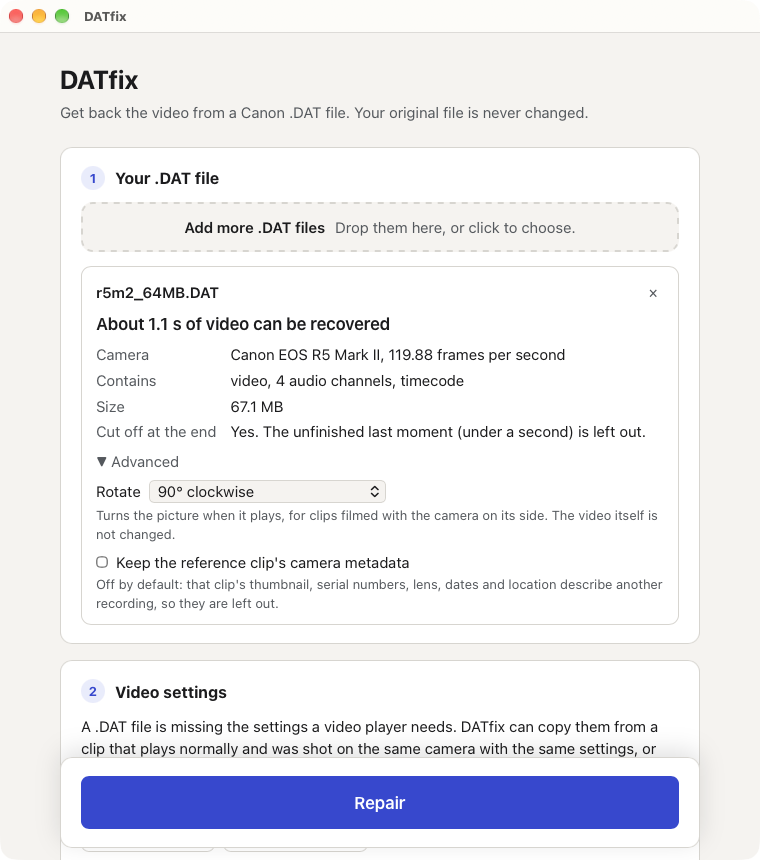 DATfix
DATfix
Get back the video from a Canon .DAT file. Your original file is never changed.
1 Your .DAT file
Add more .DAT files Drop them here, or click to choose.
r5m2_64MB.DAT ×
About 1.1 s of video can be recovered
Camera Canon EOS R5 Mark II, 119.88 frames per second
Contains video, 4 audio channels, timecode
Size 67.1 MB
Cut off at the end Yes. The unfinished last moment (under a second) is left out.
▼ Advanced
Rotate 90° clockwise
Turns the picture when it plays, for clips filmed with the camera on its side. The video itself is
not changed.
Keep the reference clip's camera metadata
Off by default: that clip's thumbnail, serial numbers, lens, dates and location describe another
recording, so they are left out.
2 Video settings
A .DAT file is missing the settings a video player needs. DATfix can copy them from a
clip that plays normally and was shot on the same camera with the same settings, or
Repair